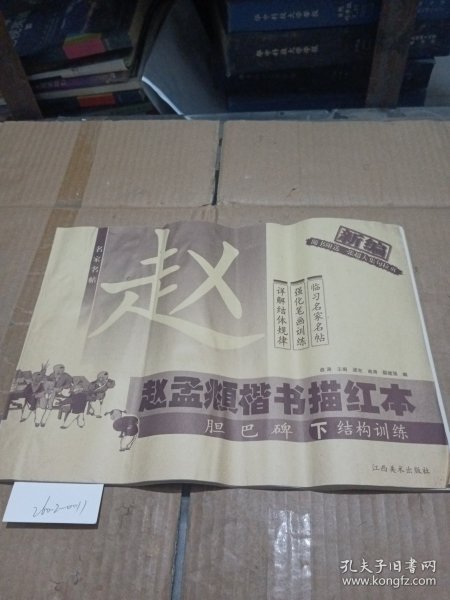 名家名帖
赵
新编
临习名家名帖
强化笔画训练
详解结体规律
赵孟頫楷书描红本
胆巴碑 下 结构训练
江西美术出版社
孔夫子旧书网
www.kongfz.com